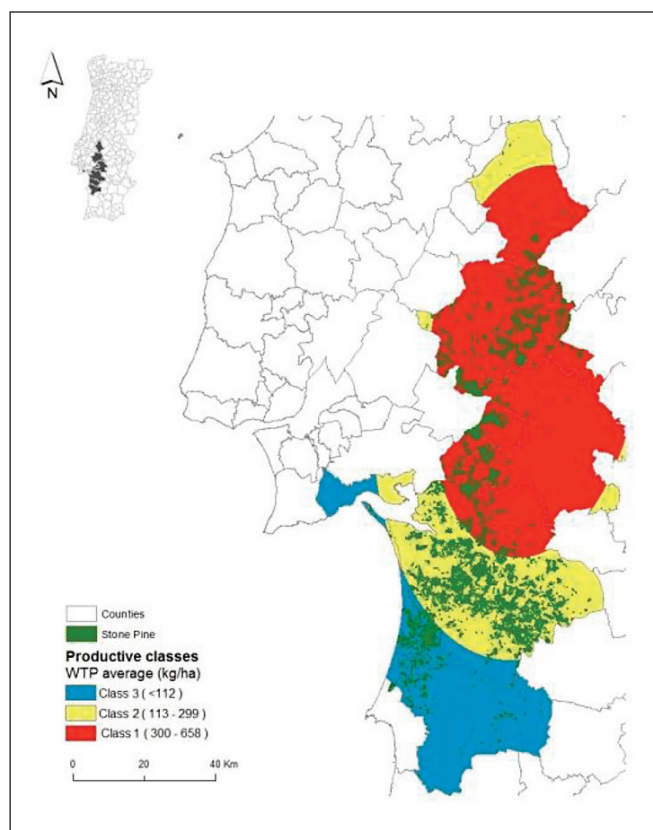 N
Counties
Stone Pine
Productive classes
WTP average (kg/ha)
Class 3 ( <112 )
Class 2 ( 113 - 299 )
Class 1 ( 300 - 658 )
0 20 40 Km